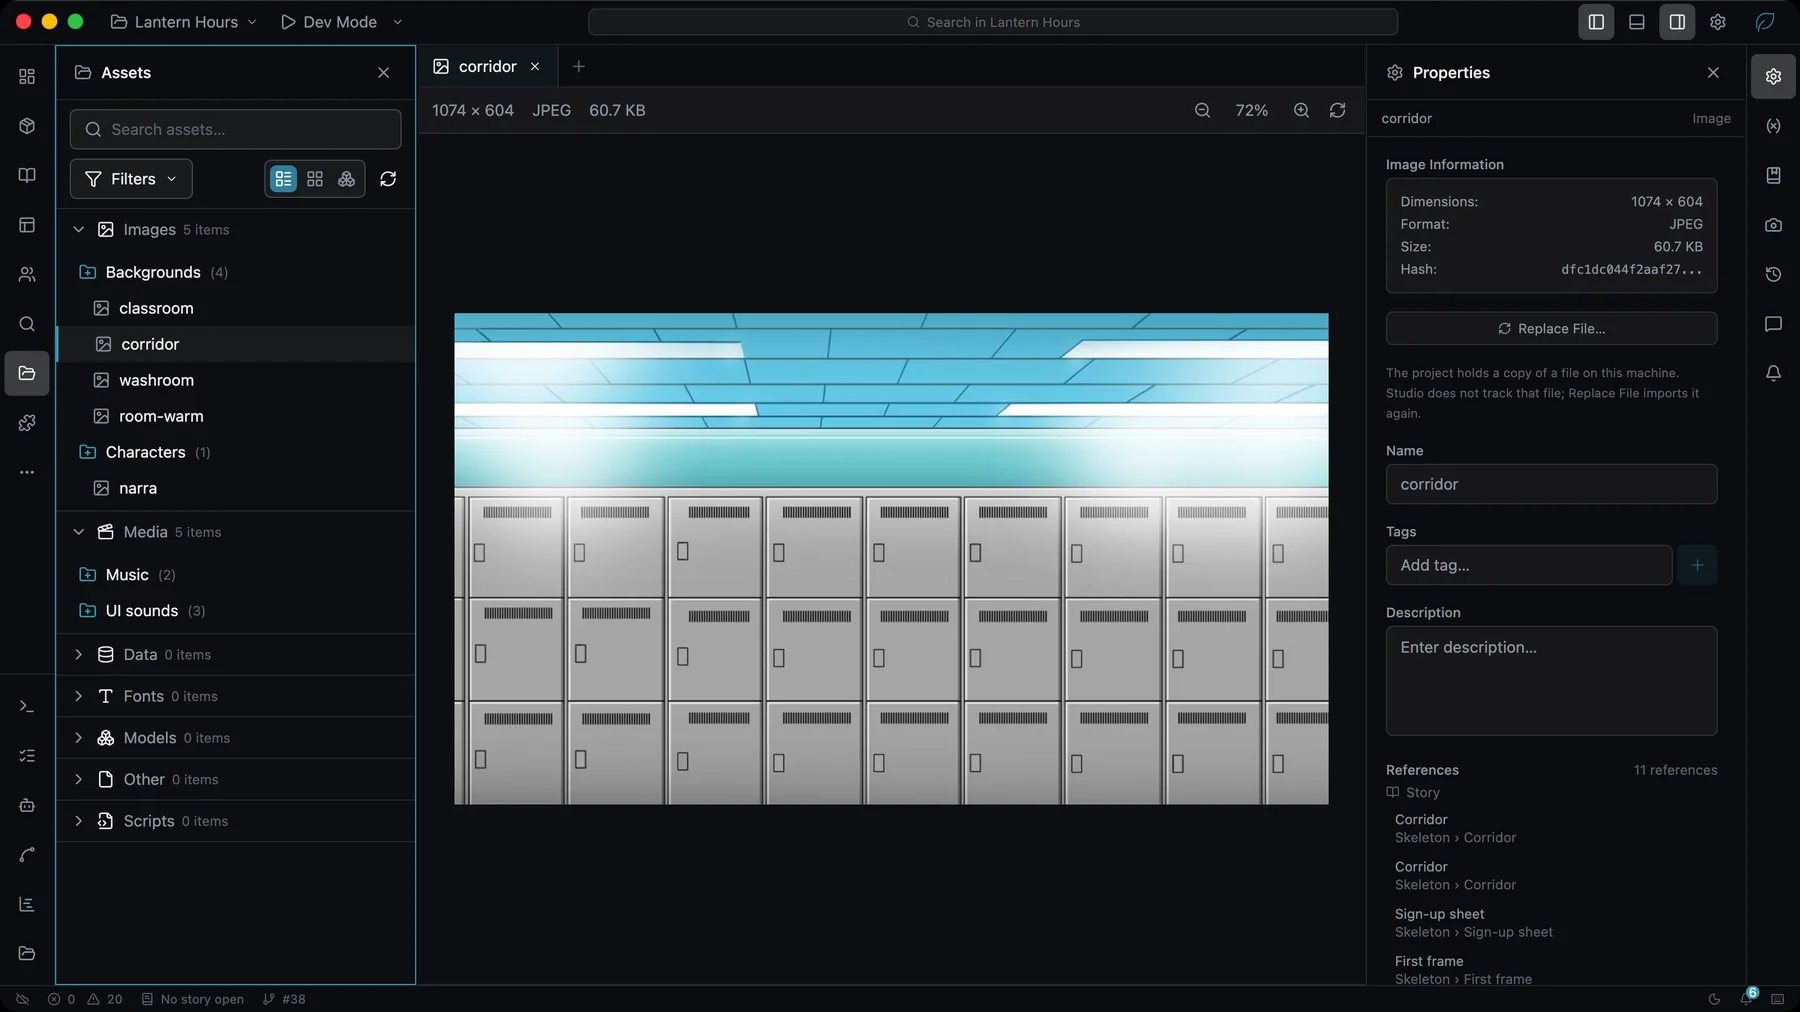 Lantern Hours
Dev Mode
Search in Lantern Hours
Assets
Search assets...
Filters
Images 5 items
Backgrounds (4)
classroom
corridor
washroom
room-warm
Characters (1)
narra
Media 5 items
Music (2)
UI sounds (3)
Data 0 items
Fonts 0 items
Models 0 items
Other 0 items
Scripts 0 items
corridor
1074 × 604 JPEG 60.7 KB
72%
Properties
corridor Image
Image Information
Dimensions: 1074 × 604
Format: JPEG
Size: 60.7 KB
Hash: dfc1dc044f2aaf27...
Replace File...
The project holds a copy of a file on this machine.
Studio does not track that file; Replace File imports it
again.
Name
corridor
Tags
Add tag...
Description
Enter description...
References 11 references
Story
Corridor
Skeleton › Corridor
Corridor
Skeleton › Corridor
Sign-up sheet
Skeleton › Sign-up sheet
First frame
Skeleton › First frame
0 20 No story open #38
6